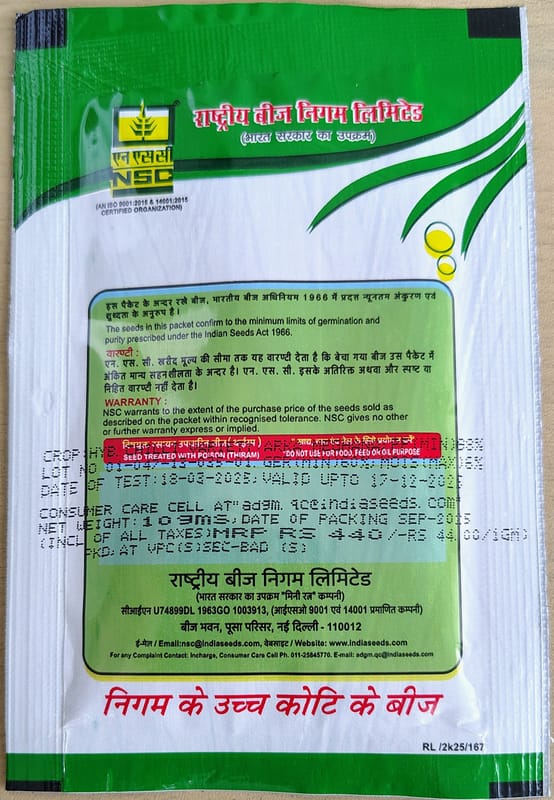 एन एस सी
NSC
(AN ISO 9001:2015 & 14001:2015
CERTIFIED ORGANIZATION)
राष्ट्रीय बीज निगम लिमिटेड
(भारत सरकार का उपक्रम)
इस पैकेट के अन्दर रखे बीज, भारतीय बीज अधिनियम 1966 में प्रदत्त न्यूनतम अंकुरण एवं
शुध्दता के अनुरूप है।
The seeds in this packet confirm to the minimum limits of germination and
purity prescribed under the Indian Seeds Act 1966.
वारण्टी :
एन. एस. सी. खरीद मूल्य की सीमा तक यह वारण्टी देता है कि बेचा गया बीज उस पैकेट में
अंकित मान्य सहनशीलता के अन्दर है। एन. एस. सी. इसके अतिरिक्त अथवा और स्पष्ट या
निहित वारण्टी नहीं देता है।
WARRANTY :
NSC warrants to the extent of the purchase price of the seeds sold as
described on the packet within recognised tolerance. NSC gives no other
or further warranty express or implied.
SEED TREATED WITH POISON (THIRAM)
*DO NOT USE FOR FOOD, FEED OR OIL PURPOSE
CROP:HYB. 98%
LOT NO 60% MOIS(MAX)6%
DATE OF TEST:18-03-2025;VALID UPTO 17-12-2025
CONSUMER CARE CELL AT"adgm.qc@indiaseeds.com"
NET WEIGHT:10GMS;DATE OF PACKING SEP-2025
(INCL OF ALL TAXES)MRP RS 440/-RS 44.00/1GM)
PKD:AT VPC(S)SEC-BAD (S)
राष्ट्रीय बीज निगम लिमिटेड
(भारत सरकार का उपक्रम "मिनी रत्न" कम्पनी)
सीआईएन U74899DL 1963GO 1003913, (आईएसओ 9001 एवं 14001 प्रमाणित कम्पनी)
बीज भवन, पूसा परिसर, नई दिल्ली - 110012
ई-मेल / Email:nsc@indiaseeds.com, वेबसाइट / Website: www.indiaseeds.com
For any Complaint Contact: Incharge, Consumer Care Cell Ph. 011-25845770. E-mail: adgm.qc@indiaseeds.com
निगम के उच्च कोटि के बीज
RL /2k25/167